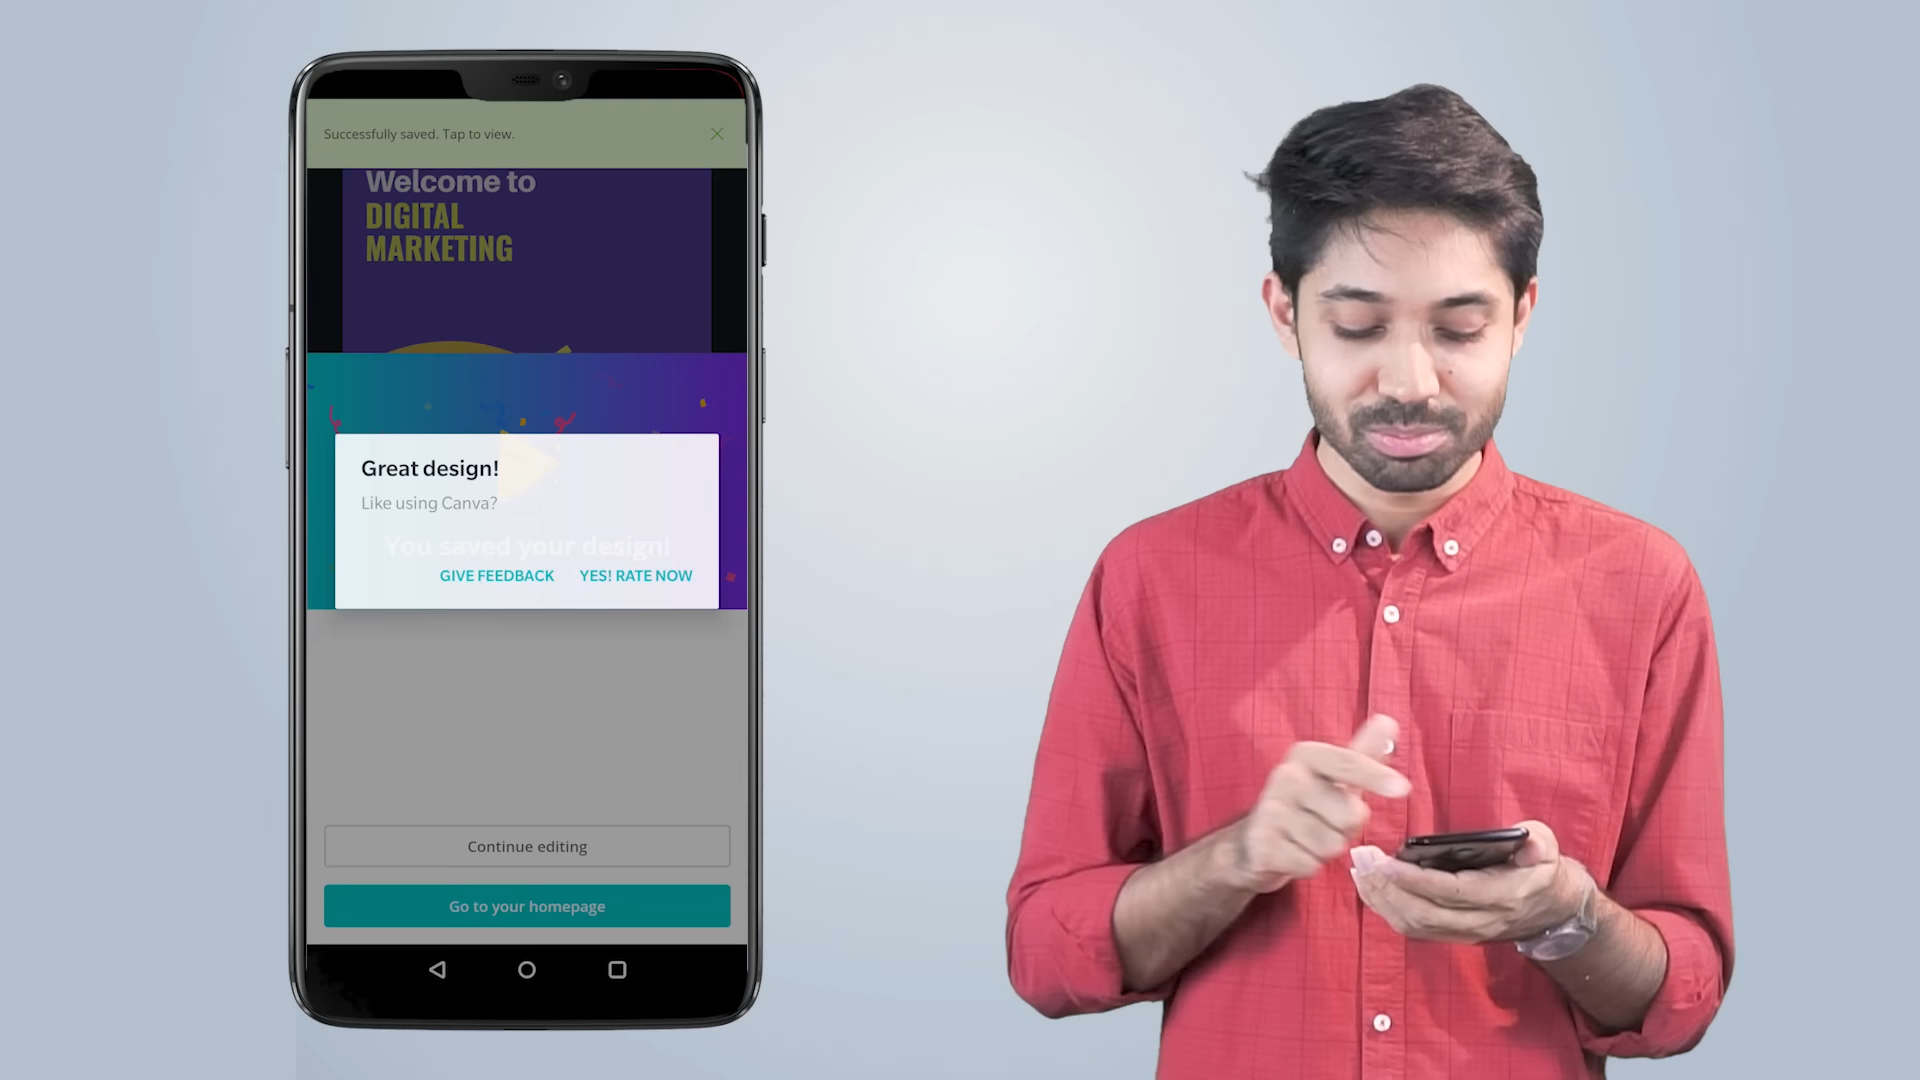 Successfully saved. Tap to view.
Welcome to
DIGITAL
MARKETING
Great design!
Like using Canva?
You saved your design!
GIVE FEEDBACK YES! RATE NOW
Continue editing
Go to your homepage